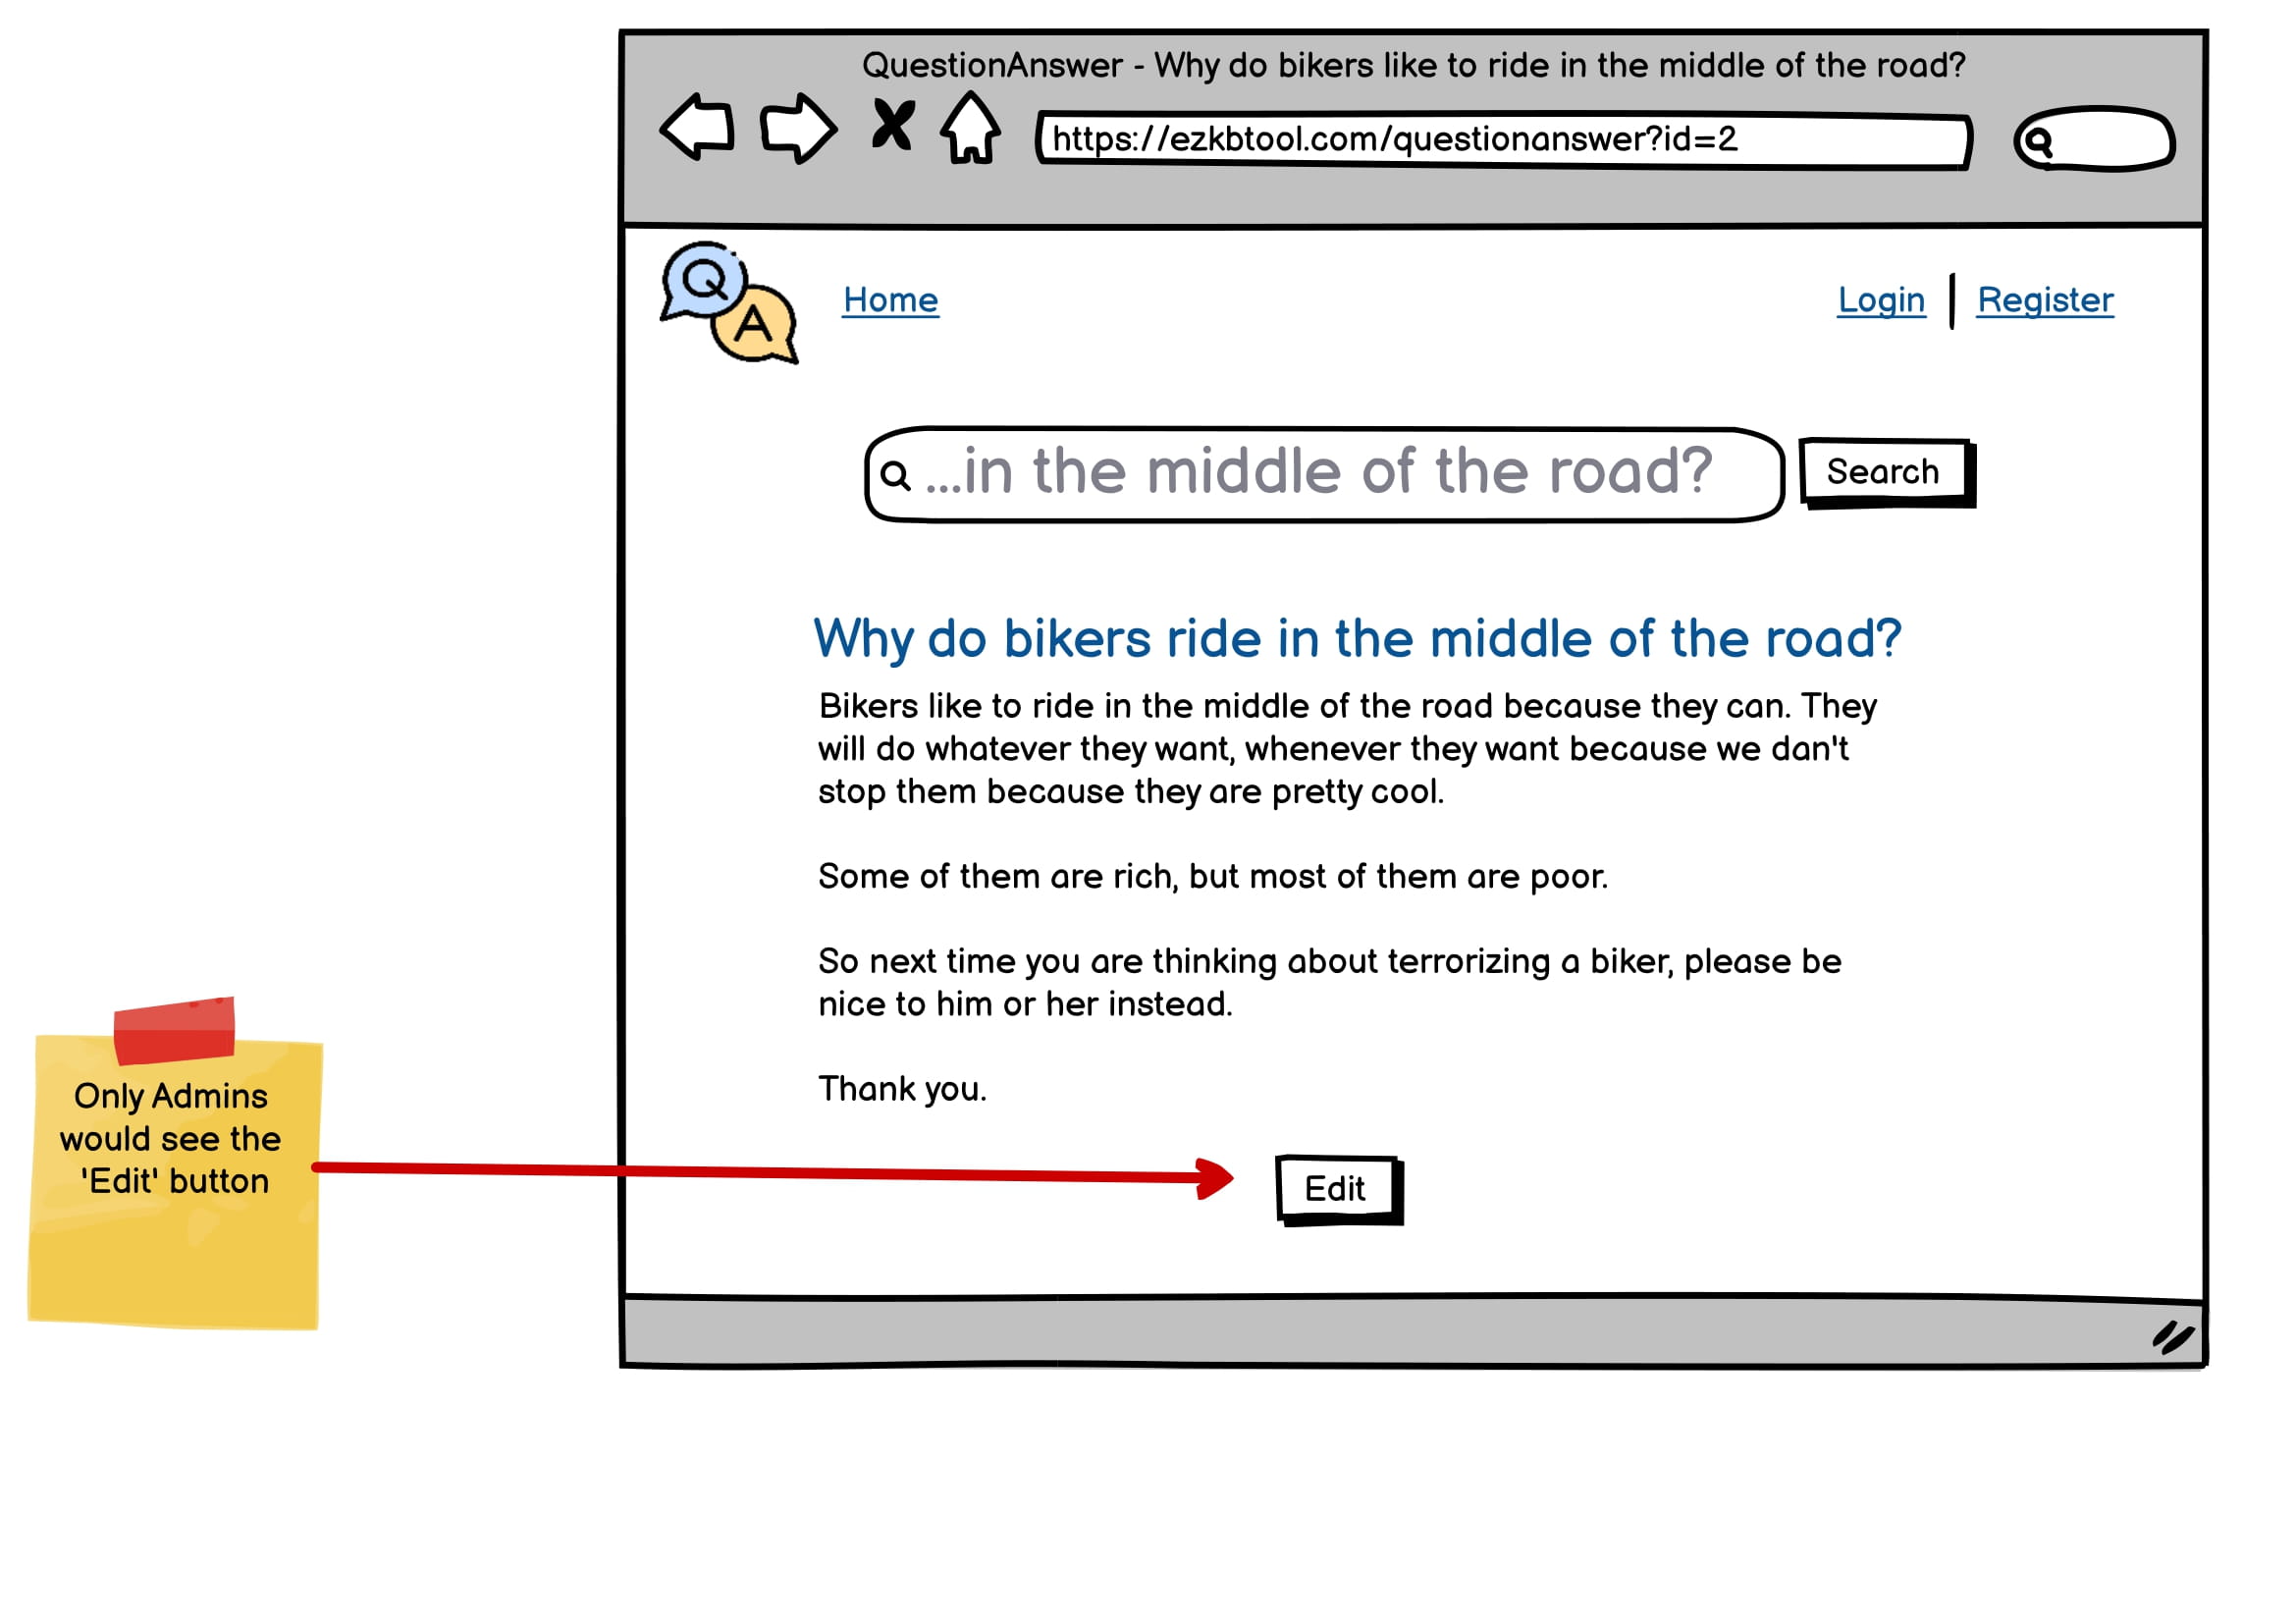 QuestionAnswer - Why do bikers like to ride in the middle of the road?
https://ezkbtool.com/questionanswer?id=2
Q
A
Home
Login | Register
...in the middle of the road?
Search
Why do bikers ride in the middle of the road?
Bikers like to ride in the middle of the road because they can. They
will do whatever they want, whenever they want because we dan't
stop them because they are pretty cool.
Some of them are rich, but most of them are poor.
So next time you are thinking about terrorizing a biker, please be
nice to him or her instead.
Thank you.
Only Admins
would see the
'Edit' button
Edit